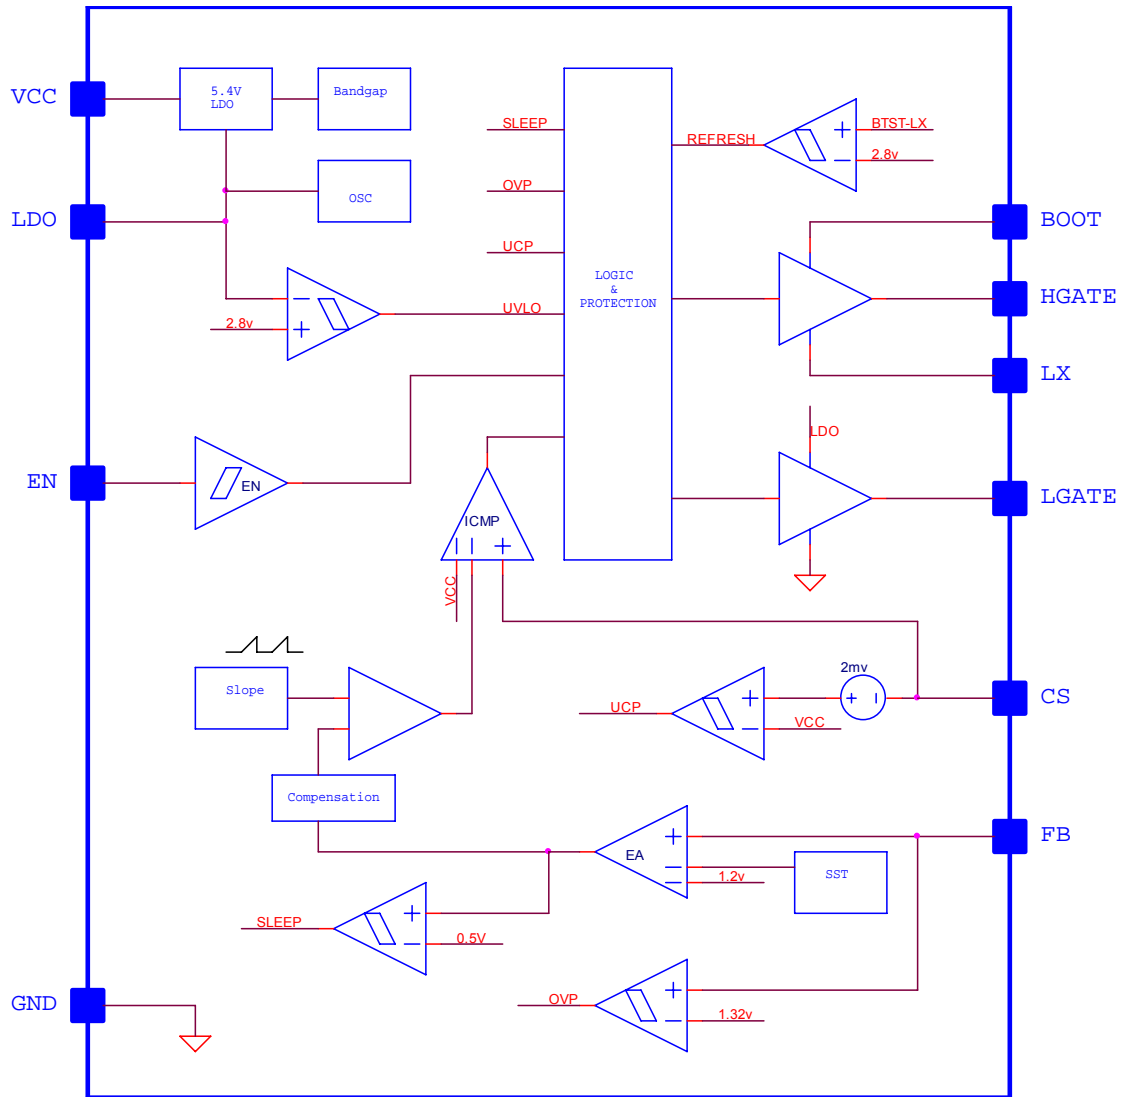 VCC
5.4V
LDO
Bandgap
SLEEP
REFRESH
BTST-LX
2.8v
OSC
OVP
LDO
BOOT
UCP
LOGIC
&
PROTECTION
HGATE
2.8v
UVLO
LX
LDO
EN
EN
LGATE
ICMP
VCC
2mv
Slope
UCP
VCC
CS
Compensation
FB
EA
1.2v
SST
SLEEP
0.5V
GND
OVP
1.32v